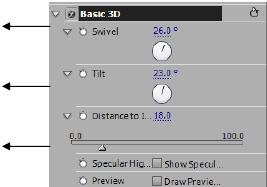 Basic 3D
Swivel 26.0 °
Tilt 23.0 °
Distance to I... 18.0
0.0 100.0
Specular Hig... Show Specul...
Preview Draw Previe...